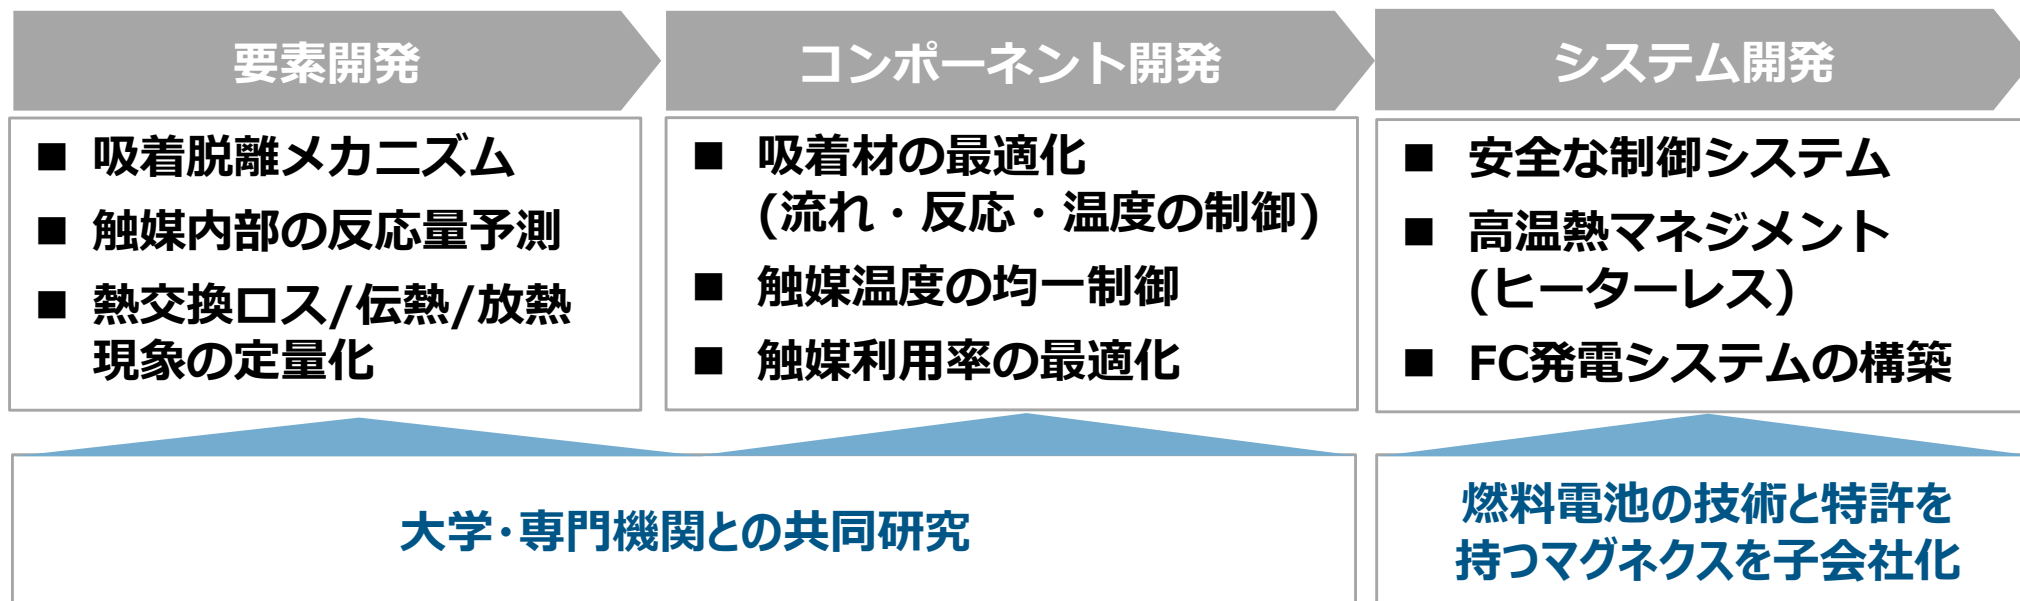 要素開発
コンポーネント開発
システム開発
■ 吸着脱離メカニズム
■ 触媒内部の反応量予測
■ 熱交換ロス/伝熱/放熱
現象の定量化
■ 吸着材の最適化
(流れ・反応・温度の制御)
■ 触媒温度の均一制御
■ 触媒利用率の最適化
■ 安全な制御システム
■ 高温熱マネジメント
(ヒーターレス)
■ FC発電システムの構築
大学・専門機関との共同研究
燃料電池の技術と特許を
持つマグネクスを子会社化